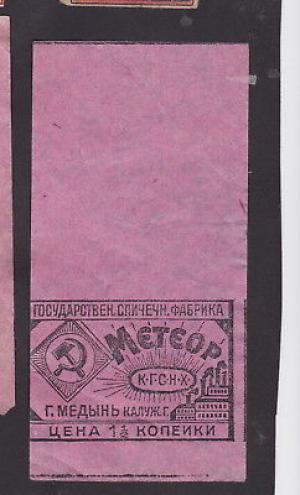 ГОСУДАРСТВЕН. СПИЧЕЧН. ФАБРИКА
МЕТЕОР
К·Г·С·Н·Х
Г. МЕДЫНЬ КАЛУЖ. Г.
ЦЕНА 1½ КОПЕЙКИ